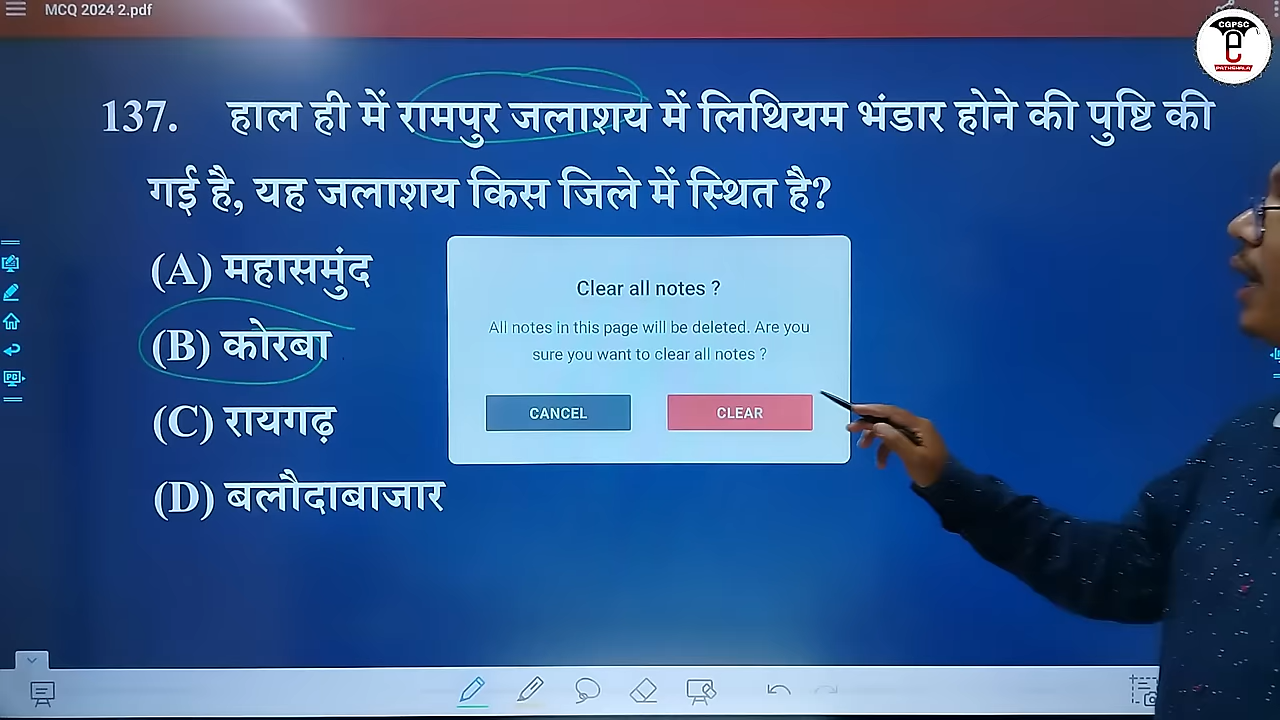 MCQ 2024 2.pdf
CGPSC
e
PATHSHALA
137. हाल ही में रामपुर जलाशय में लिथियम भंडार होने की पुष्टि की
गई है, यह जलाशय किस जिले में स्थित है?
(A) महासमुंद
(B) कोरबा
(C) रायगढ़
(D) बलौदाबाजार
Clear all notes ?
All notes in this page will be deleted. Are you
sure you want to clear all notes ?
CANCEL
CLEAR
PC